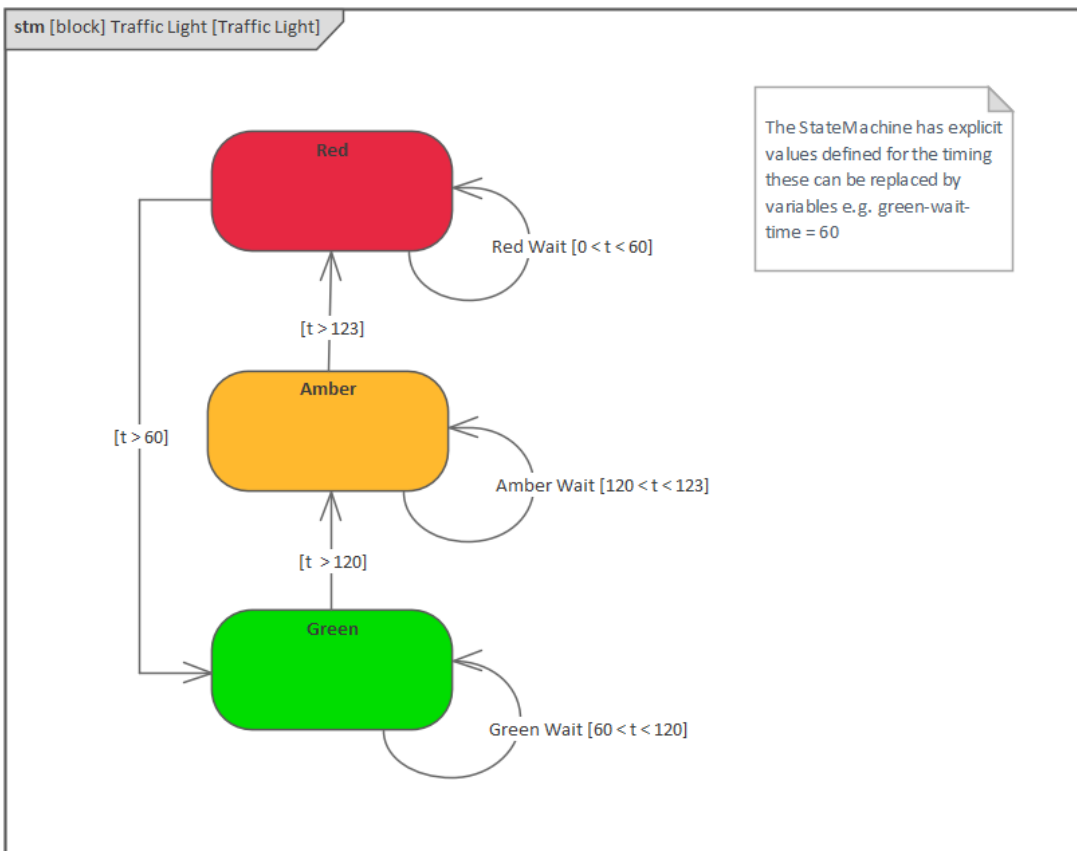 stm [block] Traffic Light [Traffic Light]
The StateMachine has explicit
values defined for the timing
these can be replaced by
variables e.g. green-wait-
time = 60
Red
Red Wait [0 < t < 60]
[t > 123]
Amber
[t > 60]
Amber Wait [120 < t < 123]
[t  > 120]
Green
Green Wait [60 < t < 120]